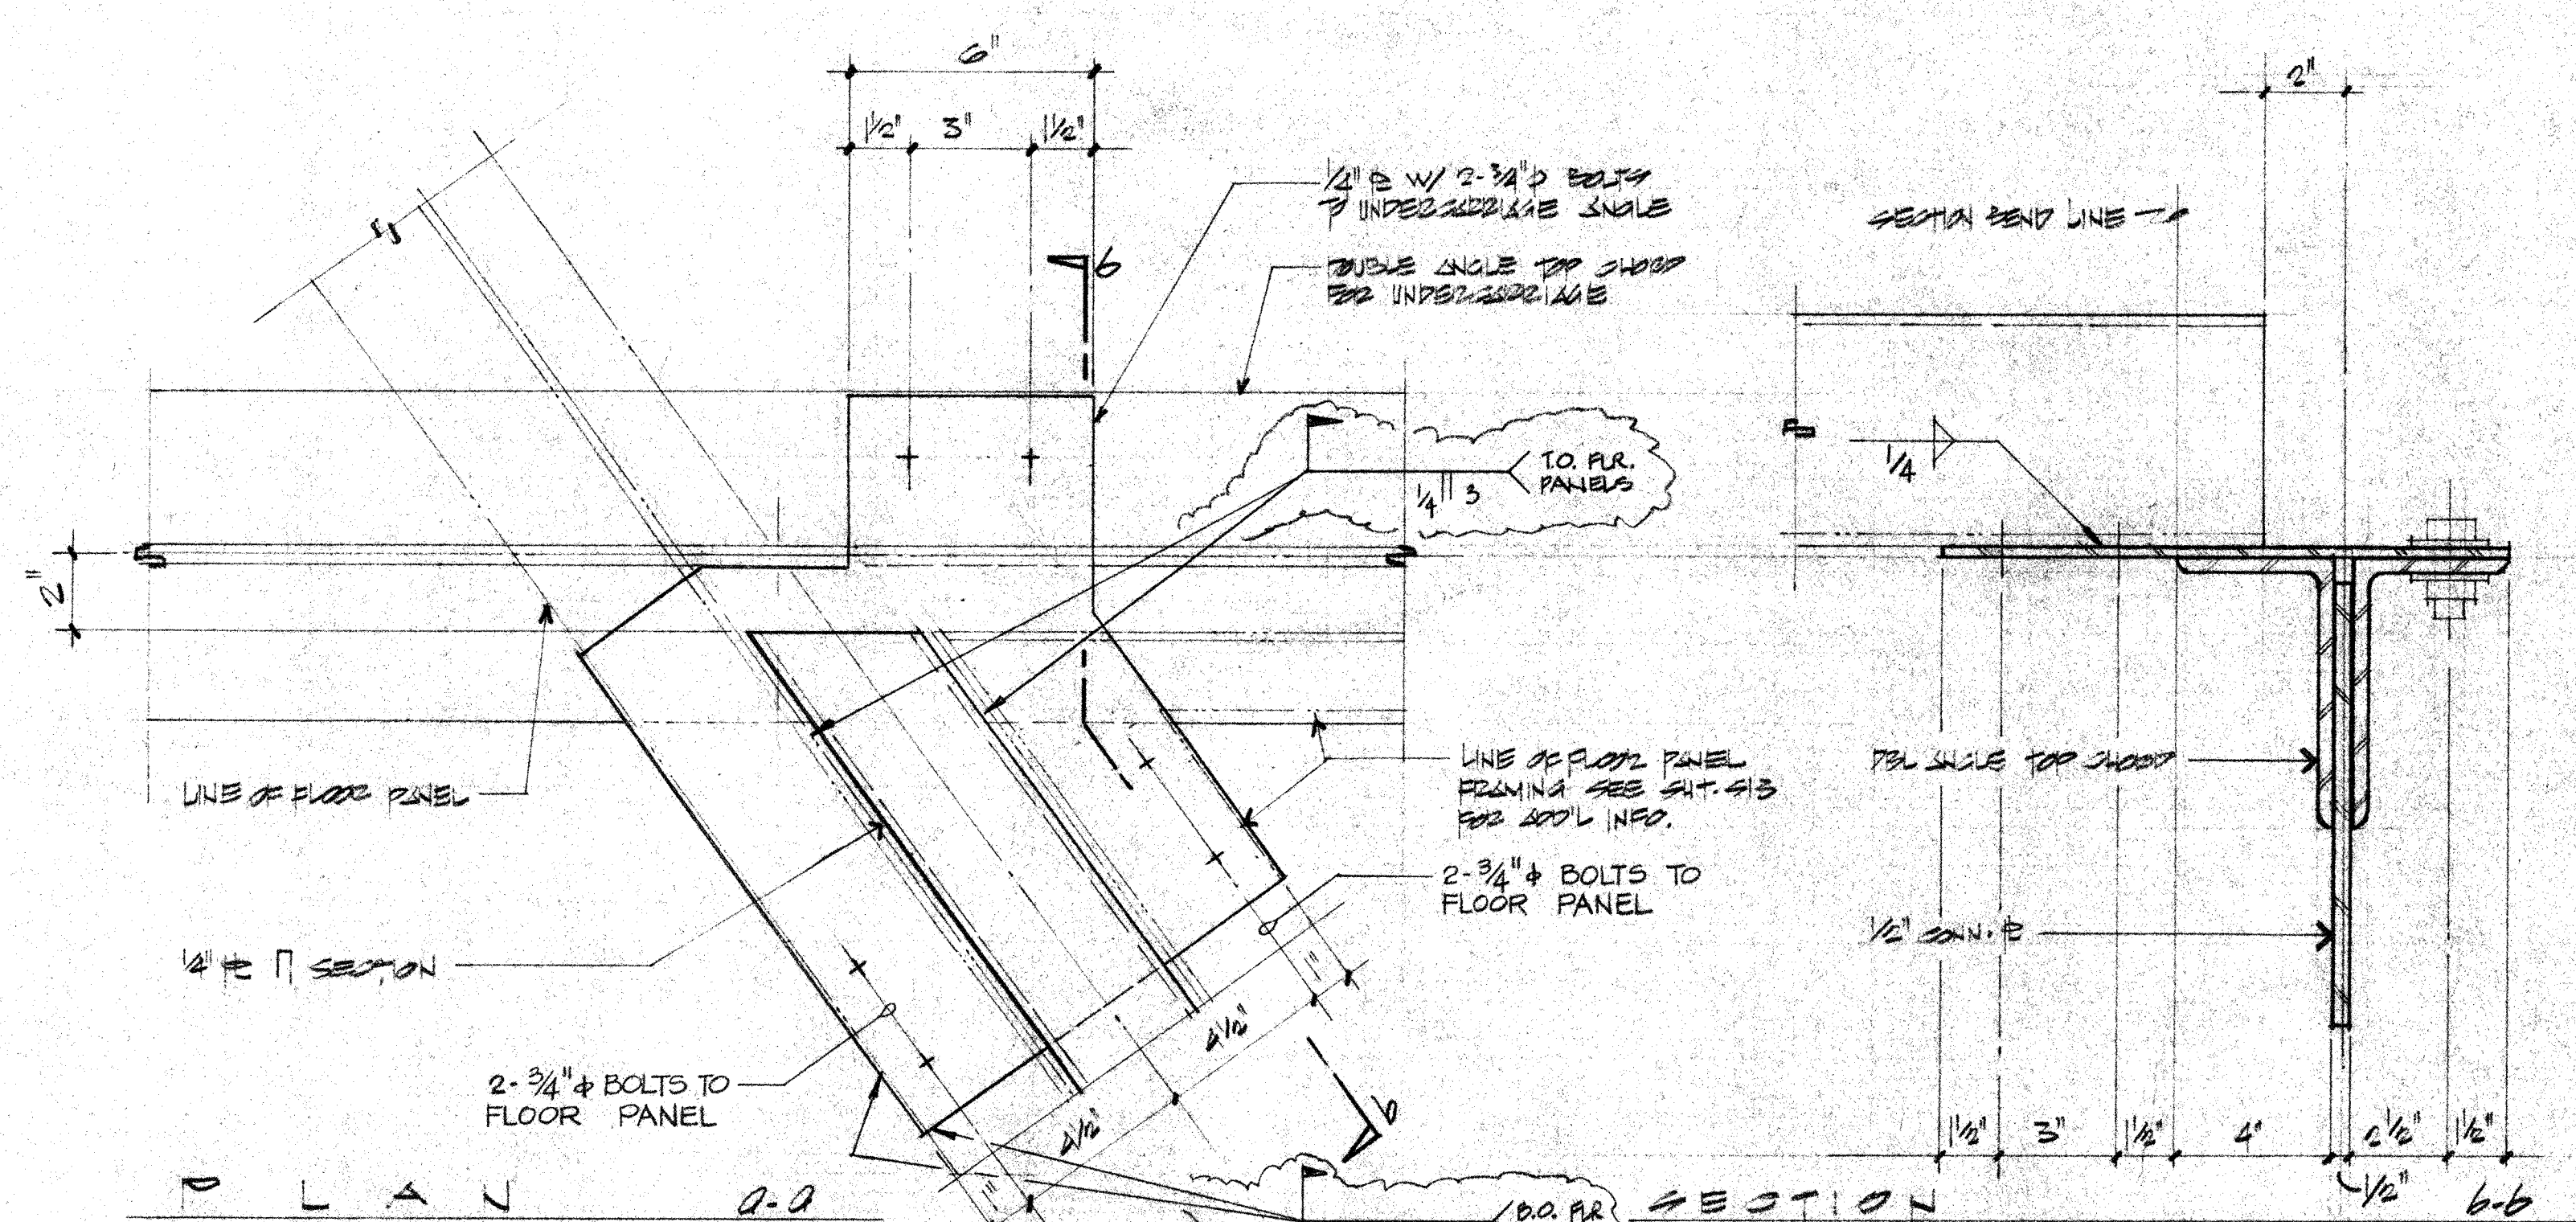 6"
2"
1½" 3" 1½"
¼" ℄ W/ 2-¾"⌀ BOLTS
TO UNDERCARRIAGE ANGLE
SECTION BEND LINE
b
DOUBLE ANGLE TOP CHORD
FOR UNDERCARRIAGE
T.O. FLR.
PANELS
¼ 3
¼
2"
LINE OF FLOOR PANEL
LINE OF FLOOR PANEL
FRAMING SEE SHT. S13
FOR ADD'L INFO.
DBL ANGLE TOP CHORD
2-¾"⌀ BOLTS TO
FLOOR PANEL
½" CONN. ℄
¼" ℄ ⊓ SECTION
1"
4½"
4½"
2-¾"⌀ BOLTS TO
FLOOR PANEL
b
1½" 3" 1½" 4" 2½" 1½"
½"
1"
PLAN a-a
B.O. FLR
SECTION b-b